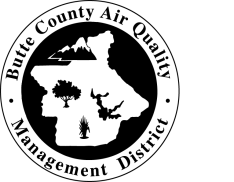 Butte County Air Quality
• Management District •